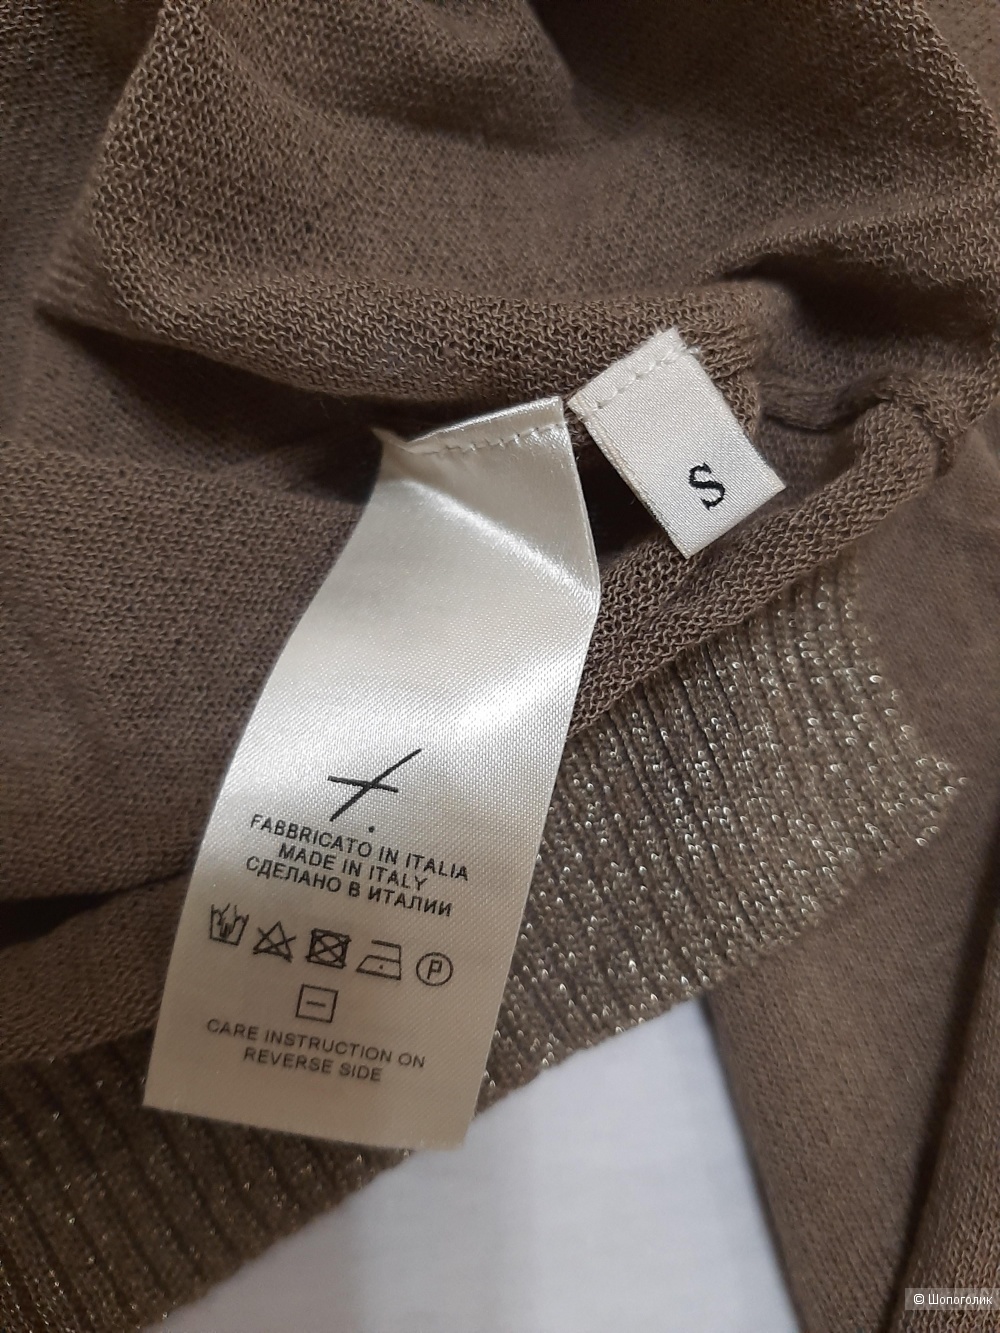 S
FABBRICATO IN ITALIA
MADE IN ITALY
СДЕЛАНО В ИТАЛИИ
P
CARE INSTRUCTION ON
REVERSE SIDE
© Шопоголик